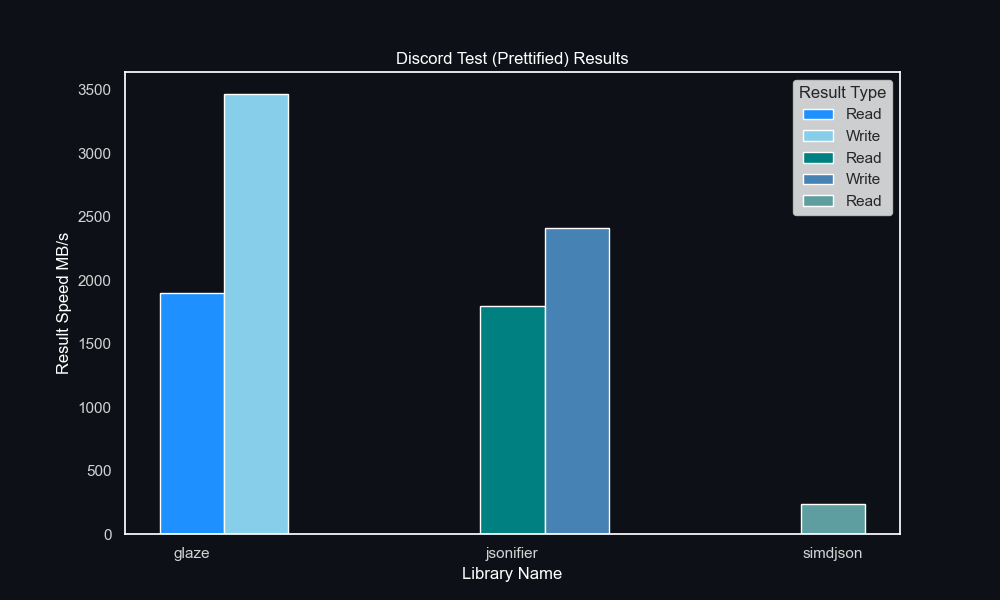 Discord Test (Prettified) Results
Result Type
Read
Write
Read
Write
Read
3500
3000
2500
2000
1500
1000
500
0
Result Speed MB/s
glaze
jsonifier
simdjson
Library Name